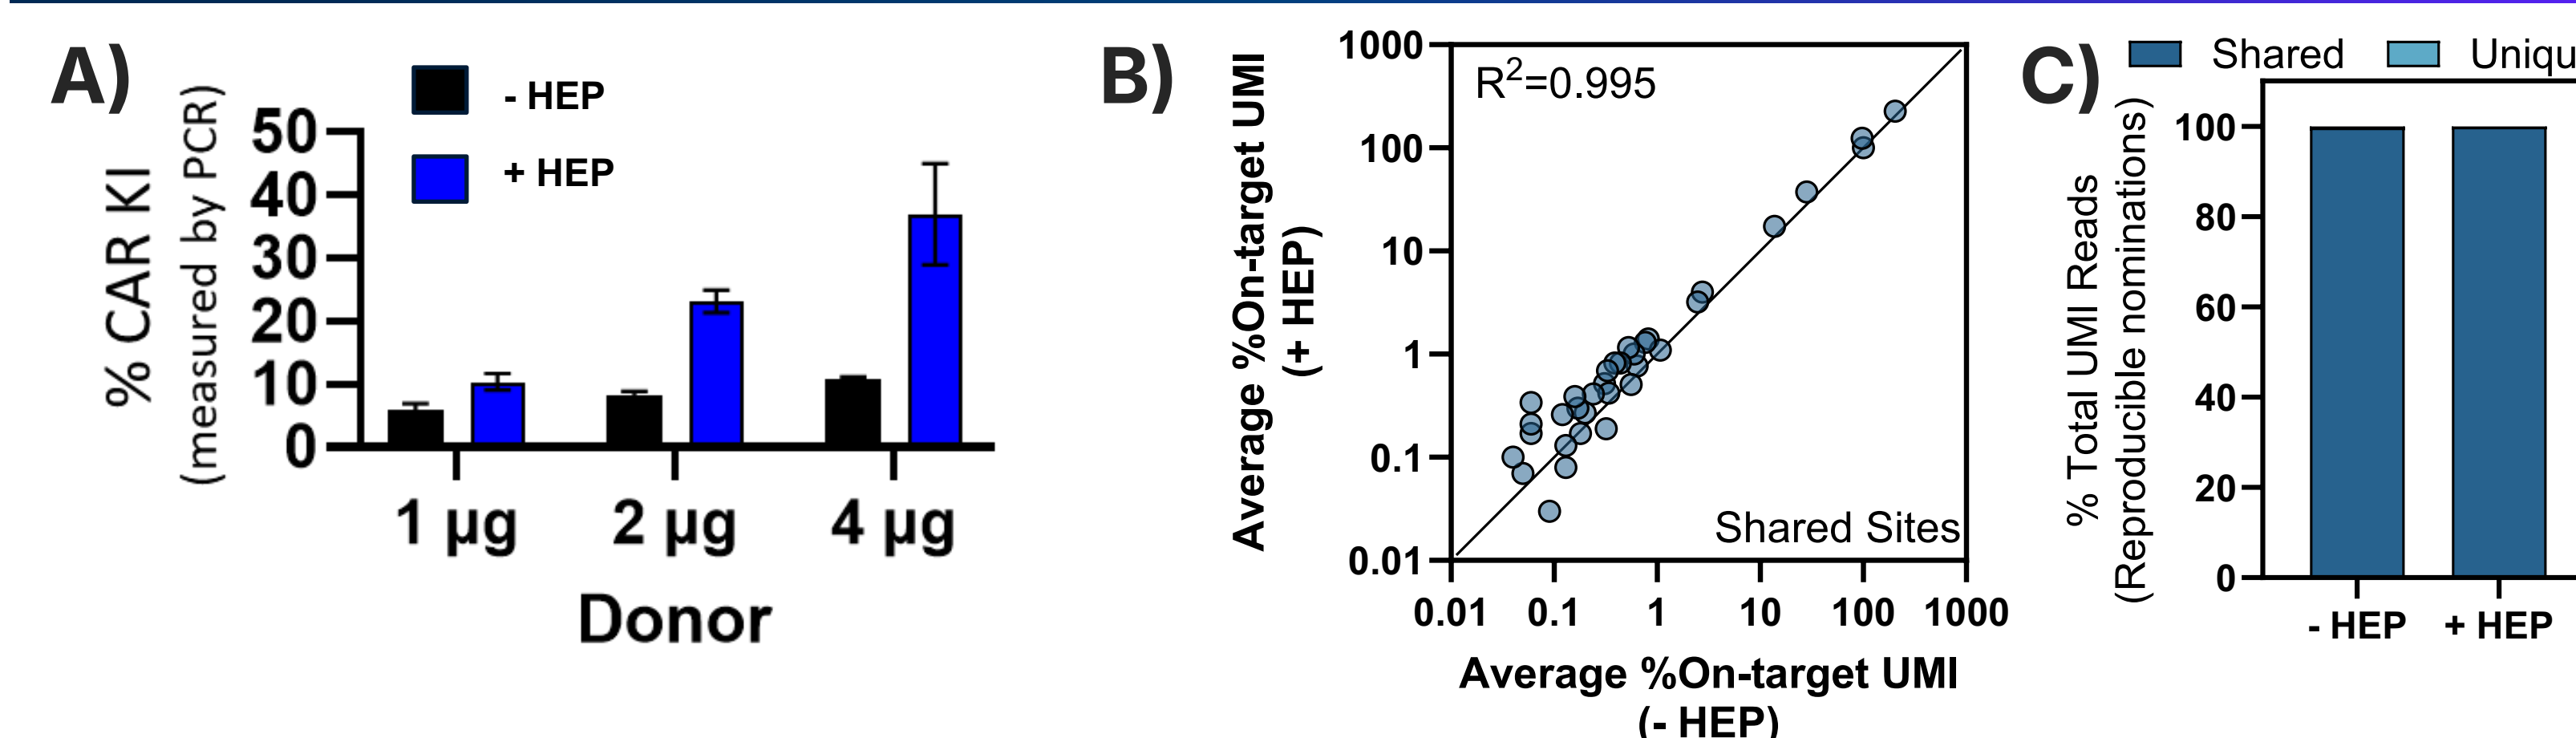 A)
% CAR KI
(measured by PCR)
- HEP
+ HEP
50
40
30
20
10
0
1 µg
2 µg
4 µg
Donor
B)
Average %On-target UMI
(+ HEP)
1000
100
10
1
0.1
0.01
R²=0.995
Shared Sites
0.01
0.1
1
10
100
1000
Average %On-target UMI
(- HEP)
C)
Shared
Uniqu
% Total UMI Reads
(Reproducible nominations)
100
80
60
40
20
0
- HEP
+ HEP